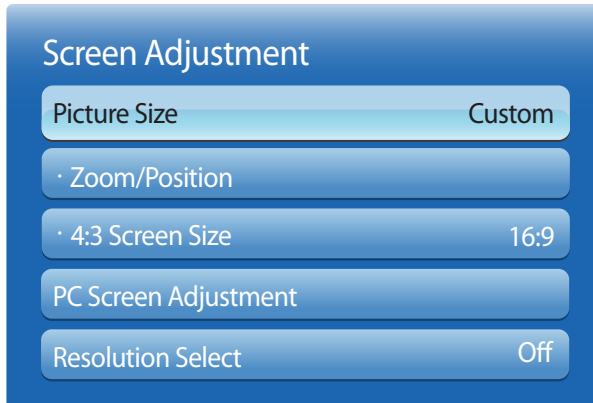 Screen Adjustment
Picture Size Custom
· Zoom/Position
· 4:3 Screen Size 16:9
PC Screen Adjustment
Resolution Select Off